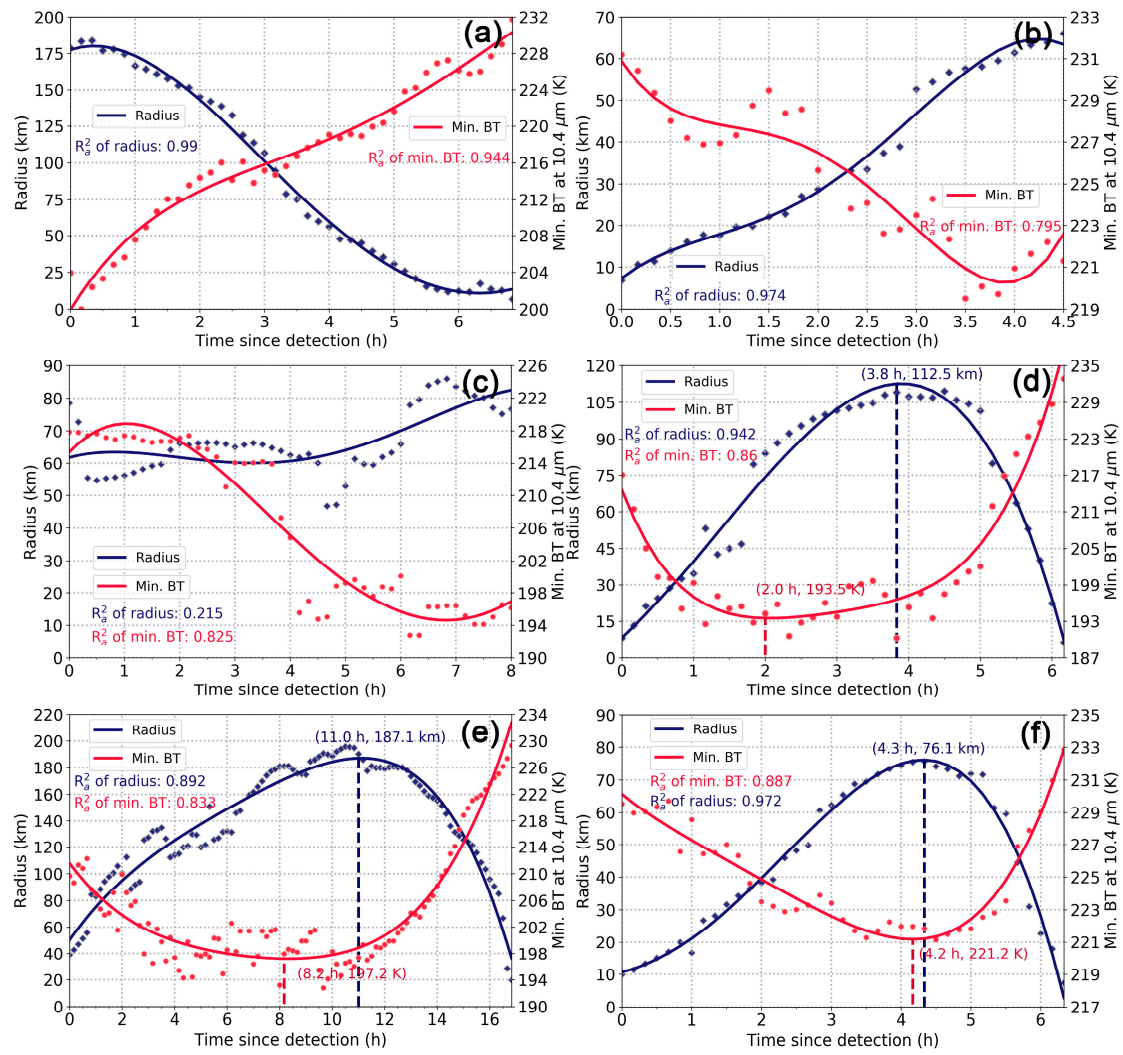 (a)
200
175
150
125
100
75
50
25
0
Radius (km)
232
228
224
220
216
212
208
204
200
Min. BT at 10.4 μm (K)
Radius
R²ₐ of radius: 0.99
Min. BT
R²ₐ of min. BT: 0.944
0 1 2 3 4 5 6
Time since detection (h)
(b)
70
60
50
40
30
20
10
0
Radius (km)
233
231
229
227
225
223
221
219
Min. BT at 10.4 μm (K)
Min. BT
R²ₐ of min. BT: 0.795
Radius
R²ₐ of radius: 0.974
0.0 0.5 1.0 1.5 2.0 2.5 3.0 3.5 4.0 4.5
Time since detection (h)
(c)
90
80
70
60
50
40
30
20
10
0
Radius (km)
226
222
218
214
210
206
202
198
194
190
Min. BT at 10.4 μm (K)
Radius
Min. BT
R²ₐ of radius: 0.215
R²ₐ of min. BT: 0.825
0 1 2 3 4 5 6 7 8
Time since detection (h)
(d)
120
105
90
75
60
45
30
15
0
Radius (km)
235
229
223
217
211
205
199
193
187
Min. BT at 10.4 μm (K)
(3.8 h, 112.5 km)
Radius
Min. BT
R²ₐ of radius: 0.942
R²ₐ of min. BT: 0.86
(2.0 h, 193.5 K)
0 1 2 3 4 5 6
Time since detection (h)
(e)
220
200
180
160
140
120
100
80
60
40
20
0
Radius (km)
234
230
226
222
218
214
210
206
202
198
194
190
Min. BT at 10.4 μm (K)
Radius
(11.0 h, 187.1 km)
Min. BT
R²ₐ of radius: 0.892
R²ₐ of min. BT: 0.833
(8.2 h, 197.2 K)
0 2 4 6 8 10 12 14 16
Time since detection (h)
(f)
90
80
70
60
50
40
30
20
10
0
Radius (km)
235
233
231
229
227
225
223
221
219
217
Min. BT at 10.4 μm (K)
Radius
(4.3 h, 76.1 km)
Min. BT
R²ₐ of min. BT: 0.887
R²ₐ of radius: 0.972
(4.2 h, 221.2 K)
0 1 2 3 4 5 6
Time since detection (h)